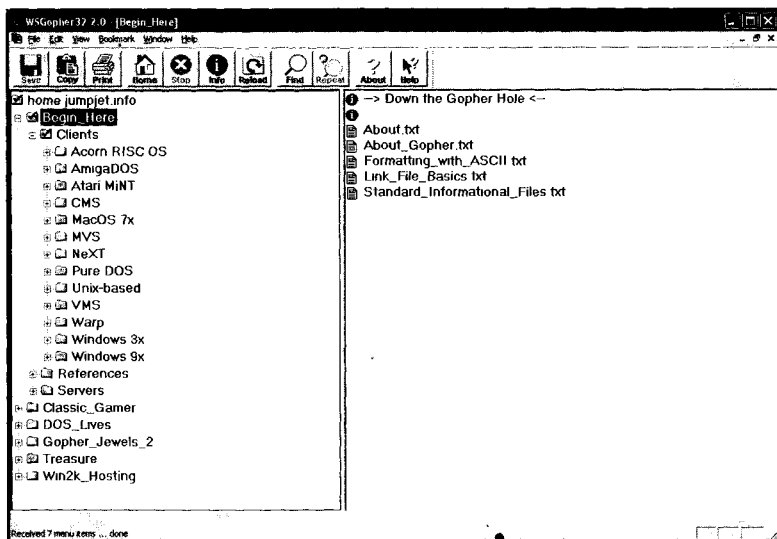 WSGopher32 2.0 - [Begin_Here]
File Edit View Bookmark Window Help
Save Copy Print Home Stop Info Reload Find Repeat About Help
home jumpjet.info
Begin_Here
Clients
Acorn RISC OS
AmigaDOS
Atari MiNT
CMS
MacOS 7x
MVS
NeXT
Pure DOS
Unix-based
VMS
Warp
Windows 3x
Windows 9x
References
Servers
Classic_Gamer
DOS_Lives
Gopher_Jewels_2
Treasure
Win2k_Hosting
--> Down the Gopher Hole <--
About.txt
About_Gopher.txt
Formatting_with_ASCII txt
Link_File_Basics txt
Standard_Informational_Files txt
Received 7 menu items ... done